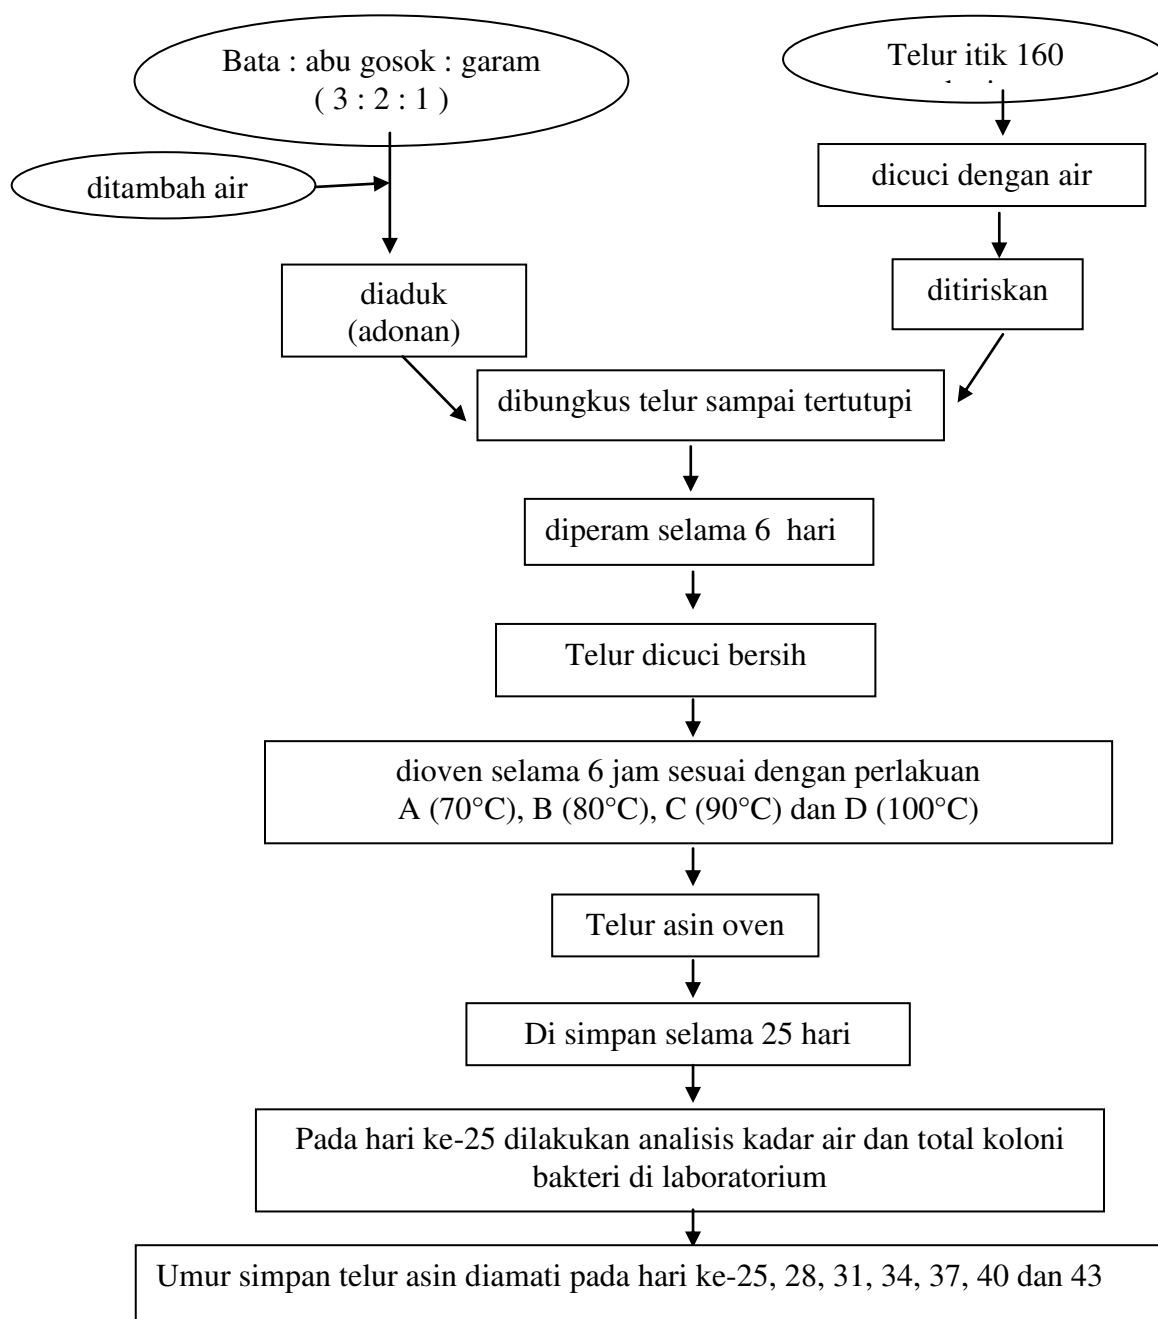 Bata : abu gosok : garam
( 3 : 2 : 1 )
Telur itik 160
ditambah air
dicuci dengan air
diaduk
(adonan)
ditiriskan
dibungkus telur sampai tertutupi
diperam selama 6 hari
Telur dicuci bersih
dioven selama 6 jam sesuai dengan perlakuan
A (70°C), B (80°C), C (90°C) dan D (100°C)
Telur asin oven
Di simpan selama 25 hari
Pada hari ke-25 dilakukan analisis kadar air dan total koloni
bakteri di laboratorium
Umur simpan telur asin diamati pada hari ke-25, 28, 31, 34, 37, 40 dan 43